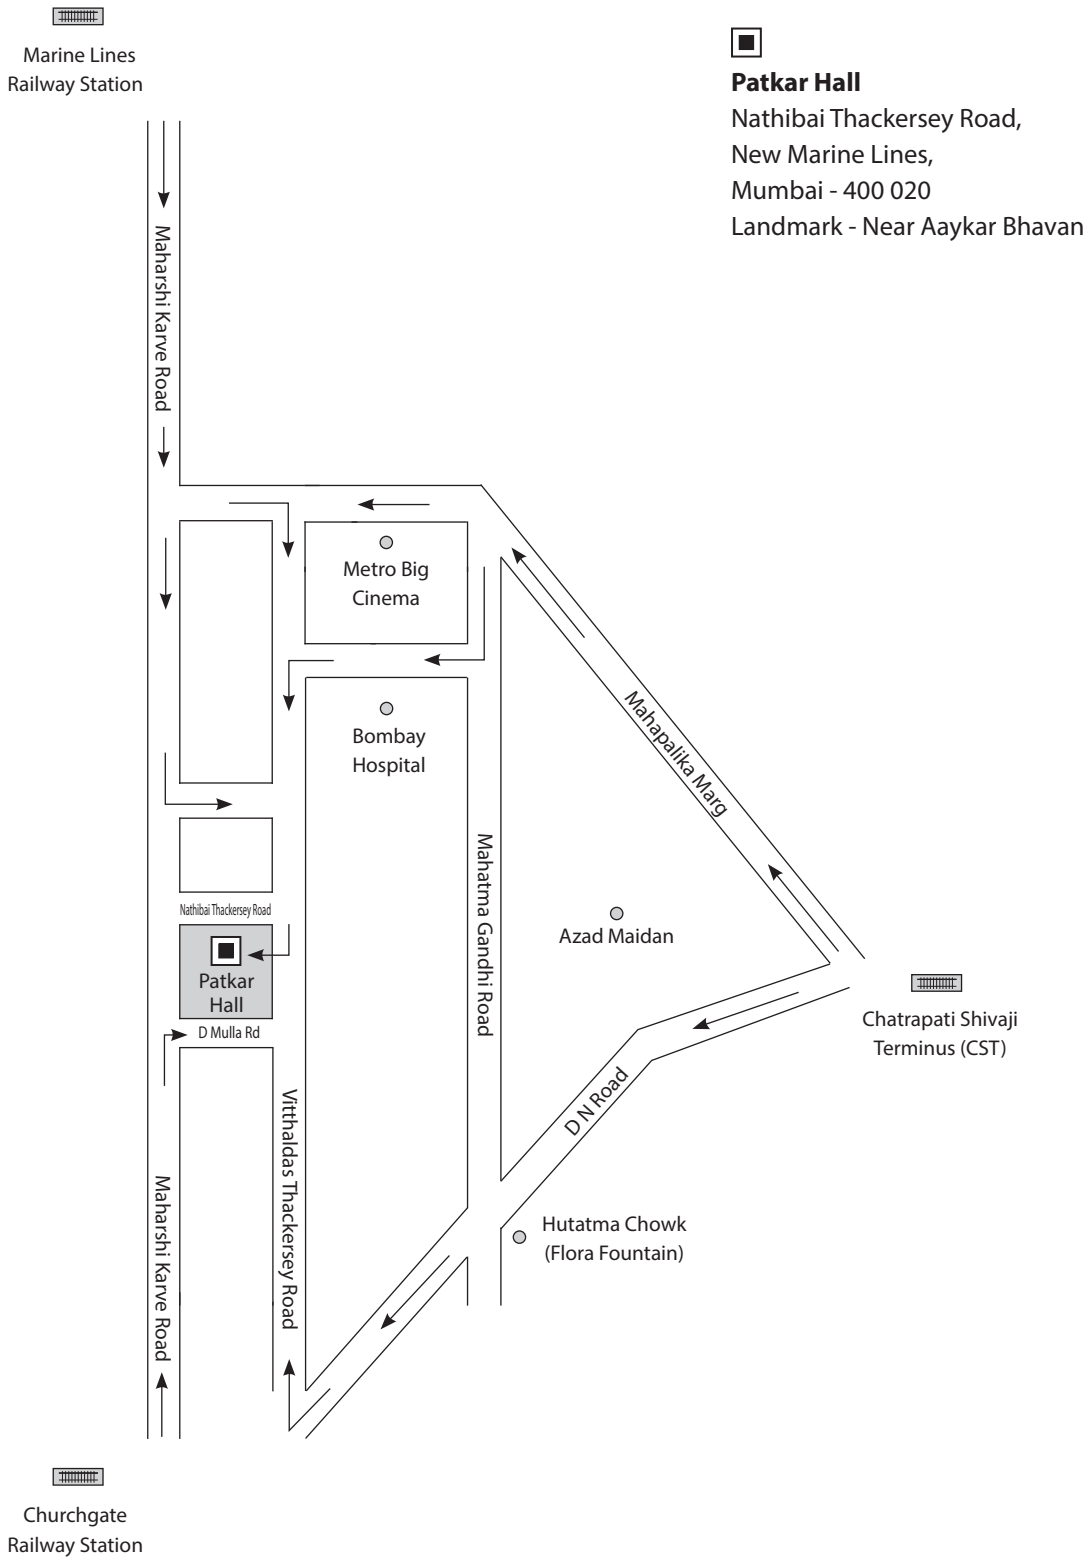 Marine Lines
Railway Station
Patkar Hall
Nathibai Thackersey Road,
New Marine Lines,
Mumbai - 400 020
Landmark - Near Aaykar Bhavan
Maharshi Karve Road
Metro Big
Cinema
Bombay
Hospital
Mahapalika Marg
Mahatma Gandhi Road
Nathibai Thackersey Road
Azad Maidan
Patkar
Hall
D Mulla Rd
Chatrapati Shivaji
Terminus (CST)
D N Road
Vitthaldas Thackersey Road
Maharshi Karve Road
Hutatma Chowk
(Flora Fountain)
Churchgate
Railway Station